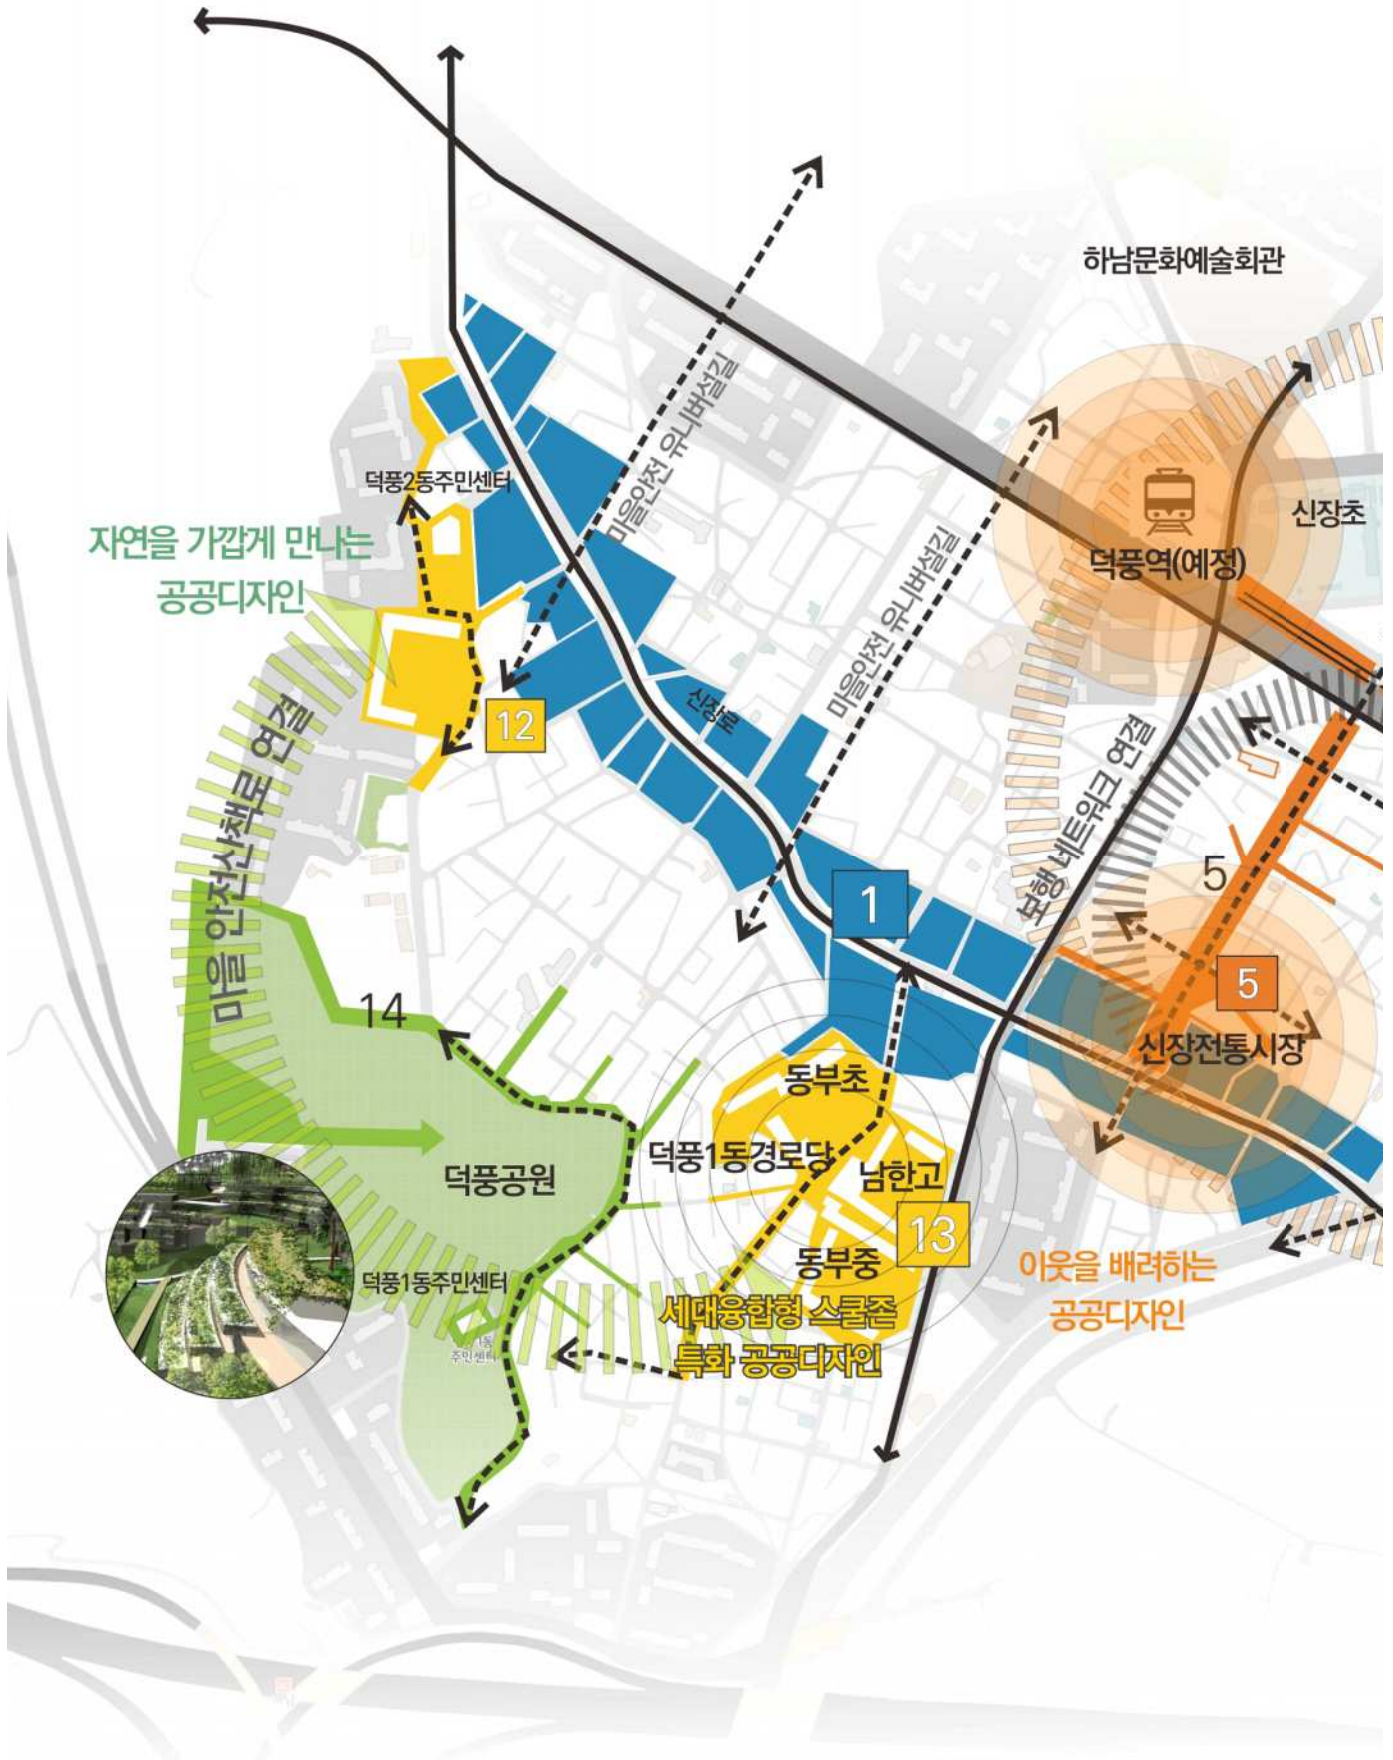 하남문화예술회관
마을안전 유니버설길
덕풍2동주민센터
신장초
자연을 가깝게 만나는
공공디자인
덕풍역(예정)
마을안전 유니버설길
신장로
12
마을 안전산책로 연결
보행 네트워크 연결
5
1
5
14
신장전통시장
동부초
덕풍1동경로당
남한고
덕풍공원
13
동부중
덕풍1동주민센터
이웃을 배려하는
공공디자인
세대융합형 스쿨존
특화 공공디자인
주민센터